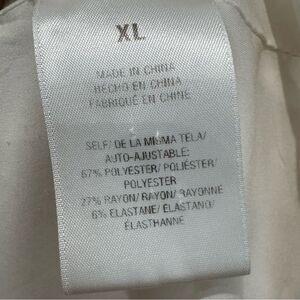 XL
MADE IN CHINA
HECHO EN CHINA
FABRIQUÉ EN CHINE
SELF/ DE LA MISMA TELA/
AUTO-AJUSTABLE:
67% POLYESTER/ POLIÉSTER/
POLYESTER
27% RAYON/ RAYON/ RAYONNE
6% ELASTANE/ ELASTANO/
ÉLASTHANNE